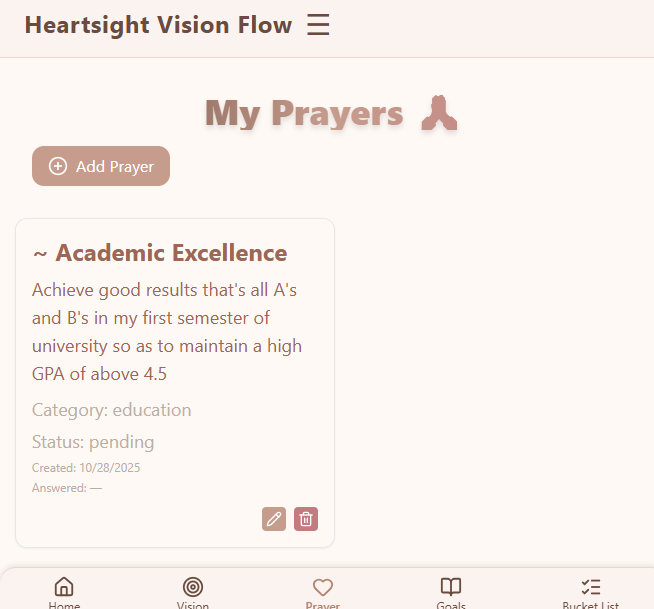 Heartsight Vision Flow
My Prayers
Add Prayer
~ Academic Excellence
Achieve good results that's all A's
and B's in my first semester of
university so as to maintain a high
GPA of above 4.5
Category: education
Status: pending
Created: 10/28/2025
Answered: —
Home Vision Prayer Goals Bucket List